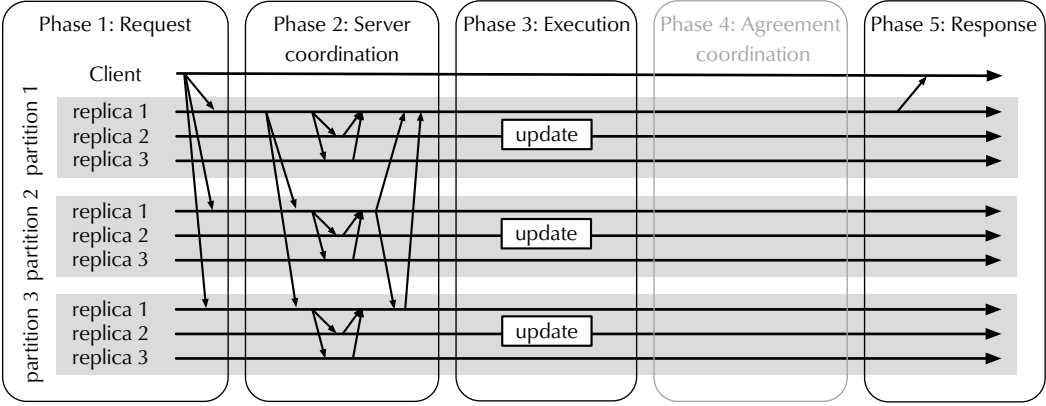 Phase 1: Request
Phase 2: Server
coordination
Phase 3: Execution
Phase 4: Agreement
coordination
Phase 5: Response
Client
partition 1
replica 1
replica 2
update
replica 3
partition 2
replica 1
replica 2
update
replica 3
partition 3
replica 1
replica 2
update
replica 3